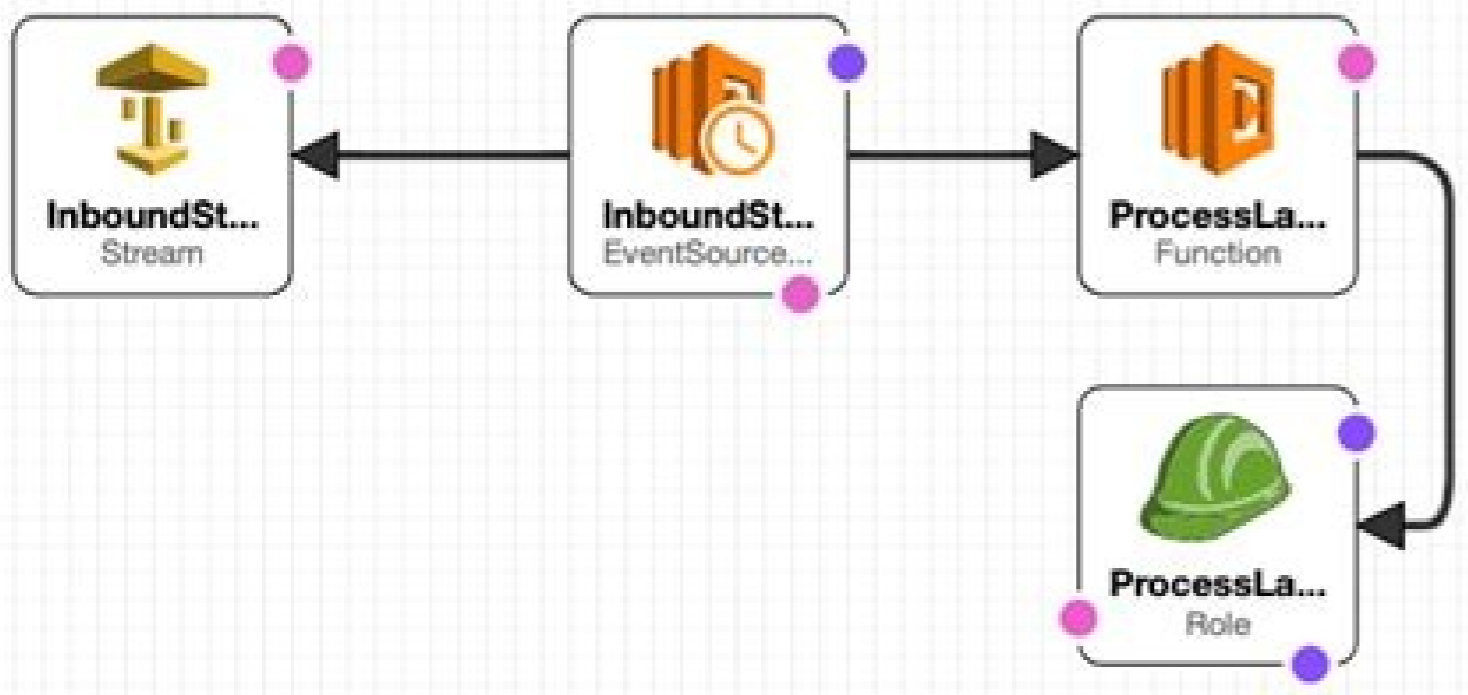 InboundSt...
Stream
InboundSt...
EventSource...
ProcessLa...
Function
ProcessLa...
Role